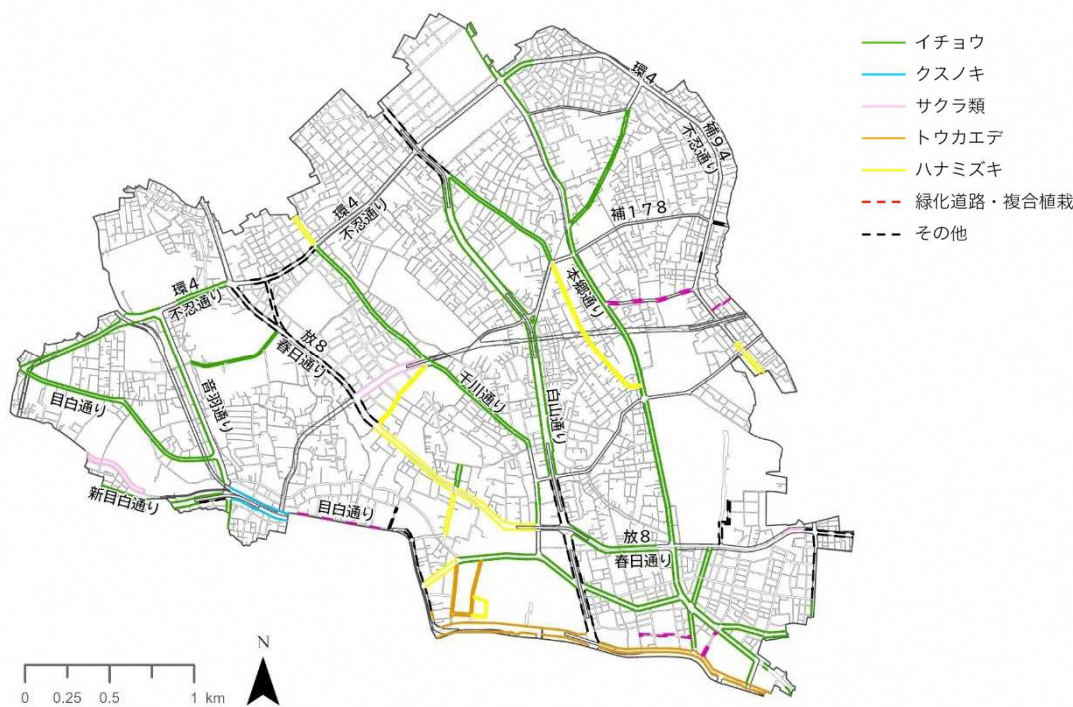 イチョウ
クスノキ
サクラ類
トウカエデ
ハナミズキ
緑化道路・複合植栽
その他
環4
補94
不忍通り
環4
不忍通り
補178
本郷通り
環4
不忍通り
放8
春日通り
千川通り
白山通り
音羽通り
目白通り
新目白通り
目白通り
放8
春日通り
N
0 0.25 0.5 1 km